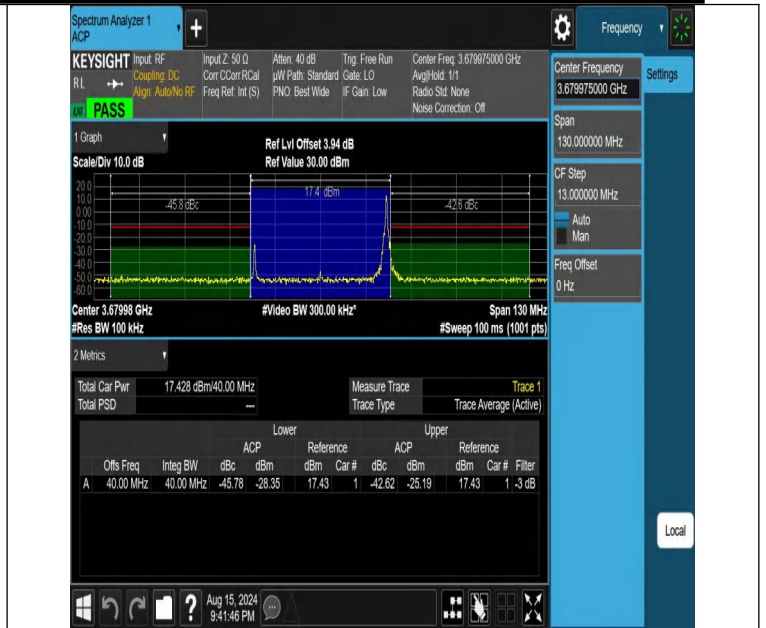 Spectrum Analyzer 1
ACP
+
Frequency
KEYSIGHT Input: RF Input Z: 50 Ω Atten: 40 dB Trig: Free Run Center Freq: 3.679975000 GHz
RL Coupling: DC Corr CCorr RCal µW Path: Standard Gate: LO Avg|Hold: 1/1
Align: Auto/No RF Freq Ref: Int (S) PNO: Best Wide IF Gain: Low Radio Std: None
PASS Noise Correction: Off
Center Frequency
3.679975000 GHz
Settings
Span
130.000000 MHz
CF Step
13.000000 MHz
Auto
Man
Freq Offset
0 Hz
1 Graph
Ref Lvl Offset 3.94 dB
Scale/Div 10.0 dB Ref Value 30.00 dBm
20.0
10.0
0.00
-10.0
-20.0
-30.0
-40.0
-50.0
-60.0
-45.8 dBc 17.4 dBm -42.6 dBc
Center 3.67998 GHz #Video BW 300.00 kHz* Span 130 MHz
#Res BW 100 kHz #Sweep 100 ms (1001 pts)
2 Metrics
Total Car Pwr 17.428 dBm/40.00 MHz Measure Trace Trace 1
Total PSD --- Trace Type Trace Average (Active)
Lower Upper
ACP Reference ACP Reference
Offs Freq Integ BW dBc dBm dBm Car # dBc dBm dBm Car # Filter
A 40.00 MHz 40.00 MHz -45.78 -28.35 17.43 1 -42.62 -25.19 17.43 1 -3 dB
Local
? Aug 15, 2024
9:41:46 PM